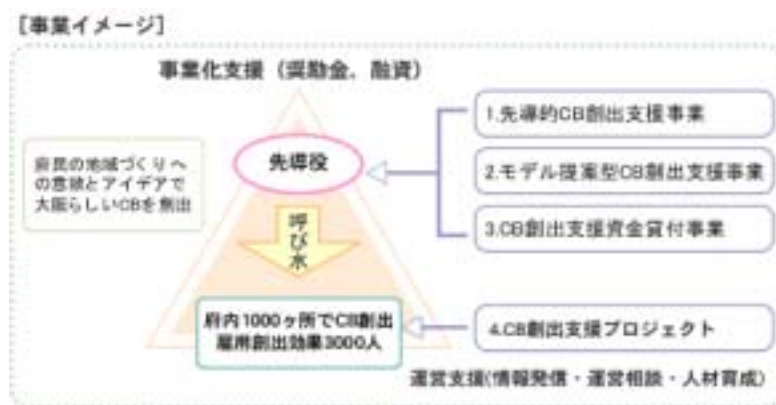 [事業イメージ]
事業化支援(奨励金、融資)
府民の地域づくりへ
の意欲とアイデアで
大阪らしいCBを創出
先導役
呼び水
府内1000ヶ所でCB創出
雇用創出効果3000人
1.先導的CB創出支援事業
2.モデル提案型CB創出支援事業
3.CB創出支援資金貸付事業
4.CB創出支援プロジェクト
運営支援(情報発信・運営相談・人材育成)